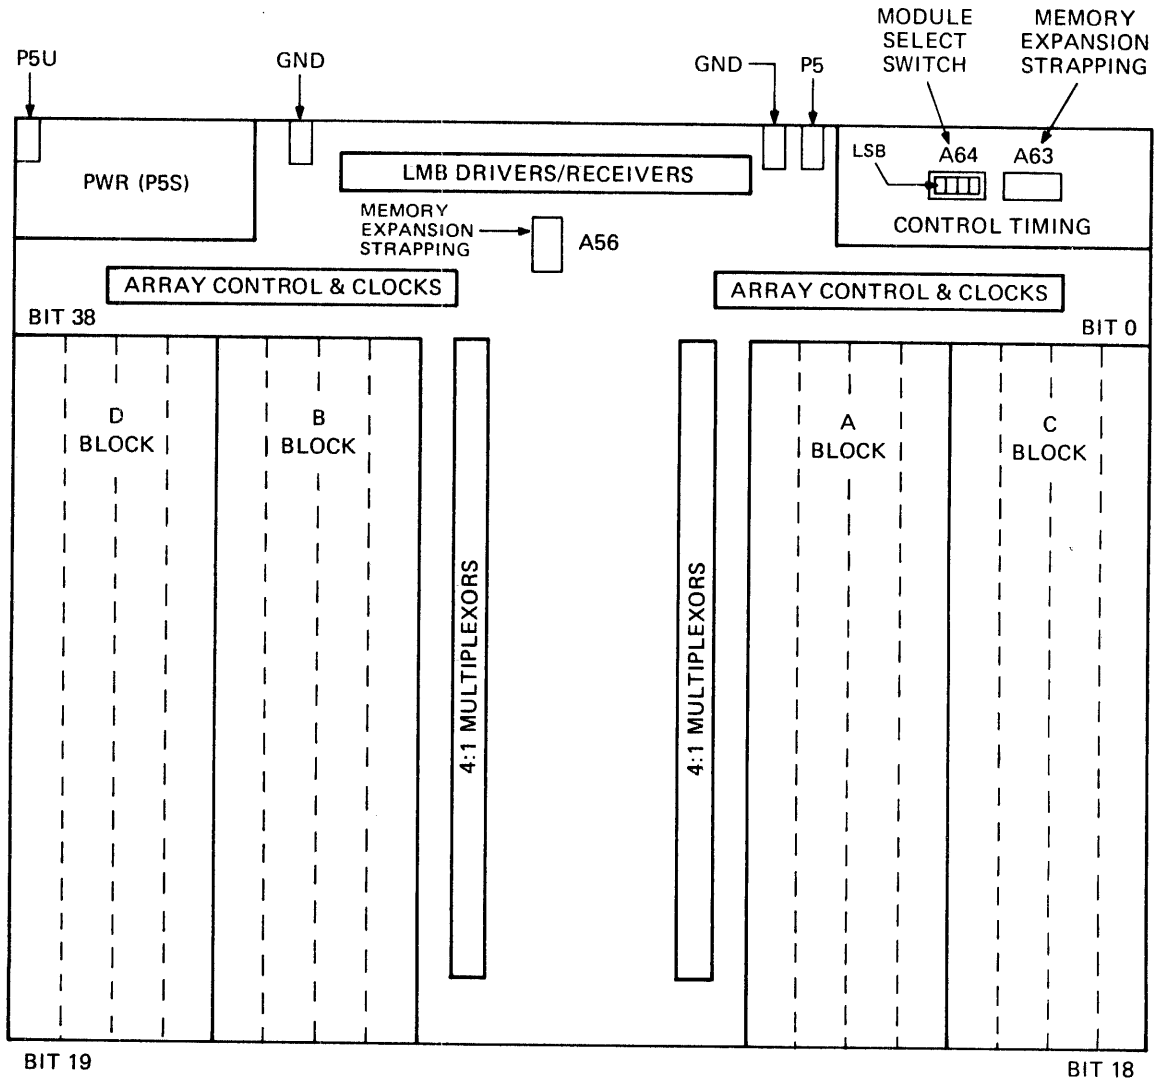 MODULE
SELECT
SWITCH
MEMORY
EXPANSION
STRAPPING
P5U
GND
GND
P5
LSB
A64
A63
PWR (P5S)
LMB DRIVERS/RECEIVERS
CONTROL TIMING
MEMORY
EXPANSION
STRAPPING
A56
ARRAY CONTROL & CLOCKS
ARRAY CONTROL & CLOCKS
BIT 38
BIT 0
D
BLOCK
B
BLOCK
A
BLOCK
C
BLOCK
4:1 MULTIPLEXORS
4:1 MULTIPLEXORS
BIT 19
BIT 18